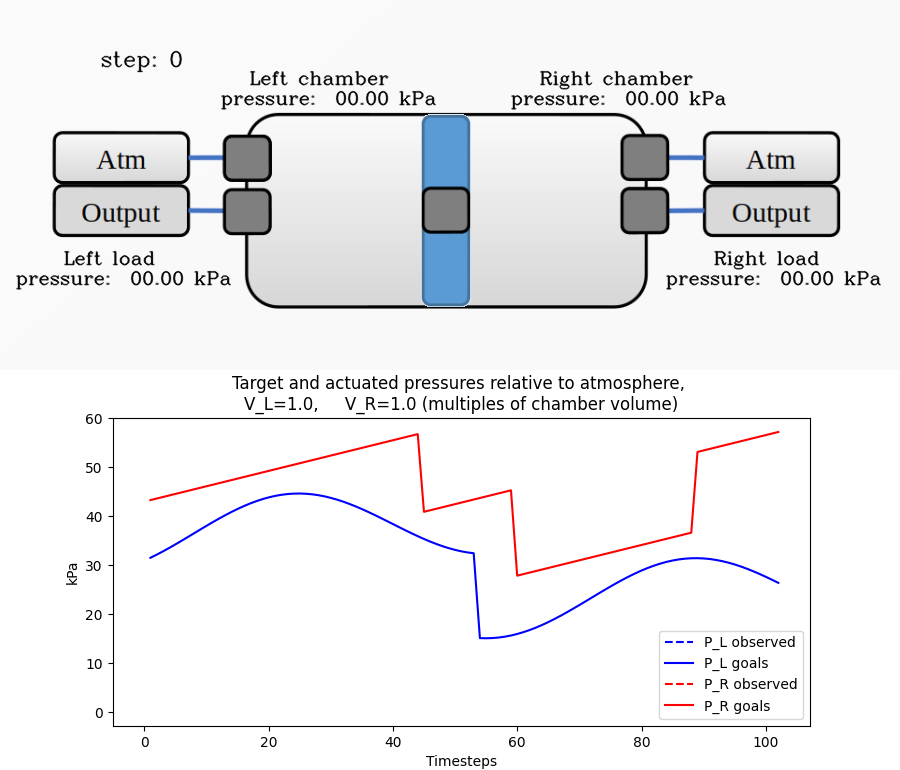 step: 0
Left chamber
pressure: 00.00 kPa
Right chamber
pressure: 00.00 kPa
Atm
Output
Atm
Output
Left load
pressure: 00.00 kPa
Right load
pressure: 00.00 kPa
Target and actuated pressures relative to atmosphere,
V_L=1.0, V_R=1.0 (multiples of chamber volume)
60
50
40
30
20
10
0
kPa
P_L observed
P_L goals
P_R observed
P_R goals
0 20 40 60 80 100
Timesteps